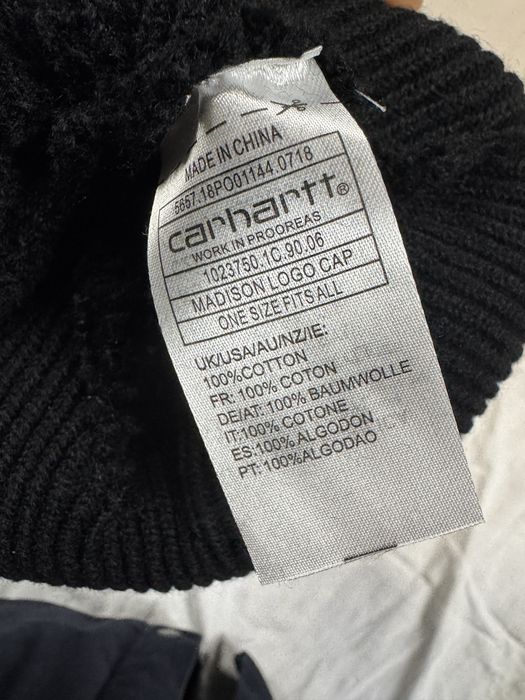 MADE IN CHINA
5667.18PO01144.0718
carhartt®
WORK IN PROOREAS
1023750.1C.90.06
MADISON LOGO CAP
ONE SIZE FITS ALL
UK/USA/AU/NZ/IE:
100%COTTON
FR: 100% COTON
DE/AT: 100% BAUMWOLLE
IT:100% COTONE
ES:100% ALGODON
PT: 100%ALGODAO